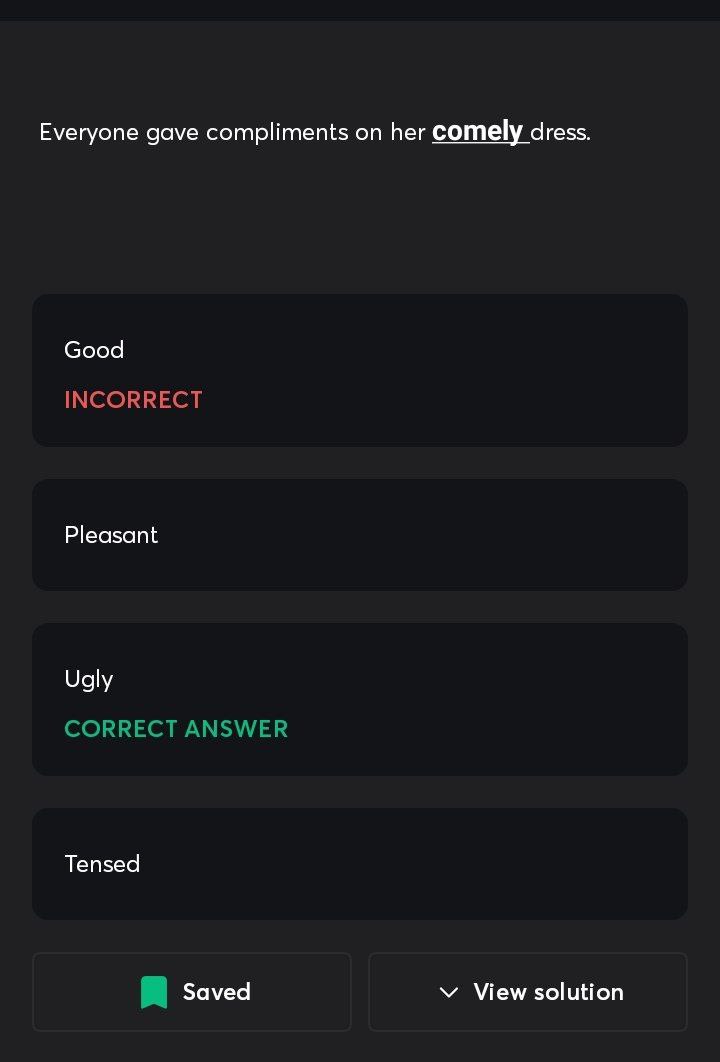 Everyone gave compliments on her comely dress.
Good
INCORRECT
Pleasant
Ugly
CORRECT ANSWER
Tensed
Saved
View solution